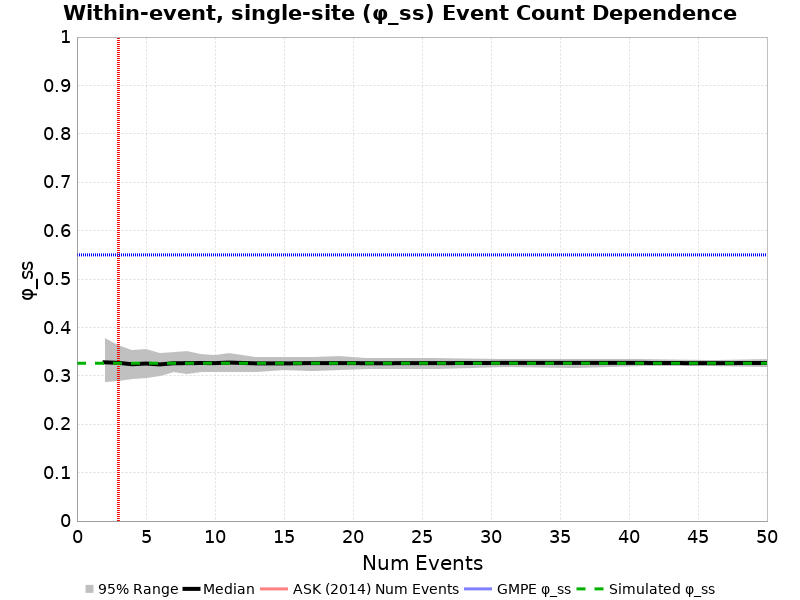 Within-event, single-site (φ_ss) Event Count Dependence
1
0.9
0.8
0.7
0.6
0.5
0.4
0.3
0.2
0.1
0
φ_ss
0 5 10 15 20 25 30 35 40 45 50
Num Events
95% Range Median ASK (2014) Num Events GMPE φ_ss Simulated φ_ss